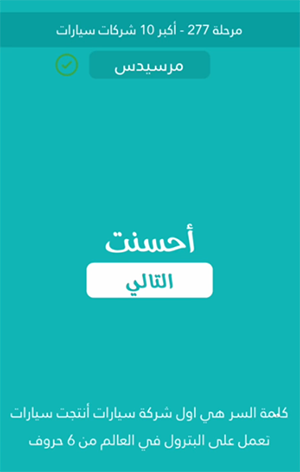 مرحلة 277 - أكبر 10 شركات سيارات
مرسيدس
أحسنت
التالي
كلمة السر هي اول شركة سيارات أنتجت سيارات
تعمل على البترول في العالم من 6 حروف